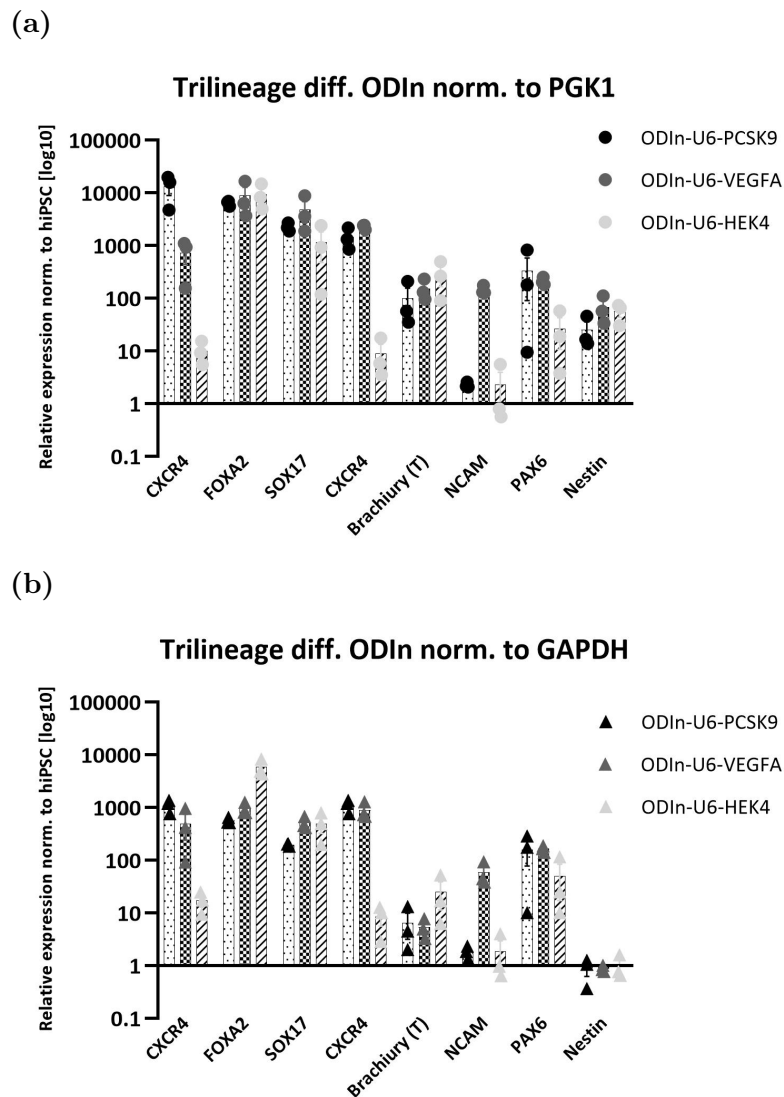 (a)
Trilineage diff. ODIn norm. to PGK1
Relative expression norm. to hiPSC [log10]
100000
10000
1000
100
10
1
0.1
CXCR4
FOXA2
SOX17
CXCR4
Brachiury (T)
NCAM
PAX6
Nestin
ODIn-U6-PCSK9
ODIn-U6-VEGFA
ODIn-U6-HEK4
(b)
Trilineage diff. ODIn norm. to GAPDH
Relative expression norm. to hiPSC [log10]
100000
10000
1000
100
10
1
0.1
CXCR4
FOXA2
SOX17
CXCR4
Brachiury (T)
NCAM
PAX6
Nestin
ODIn-U6-PCSK9
ODIn-U6-VEGFA
ODIn-U6-HEK4